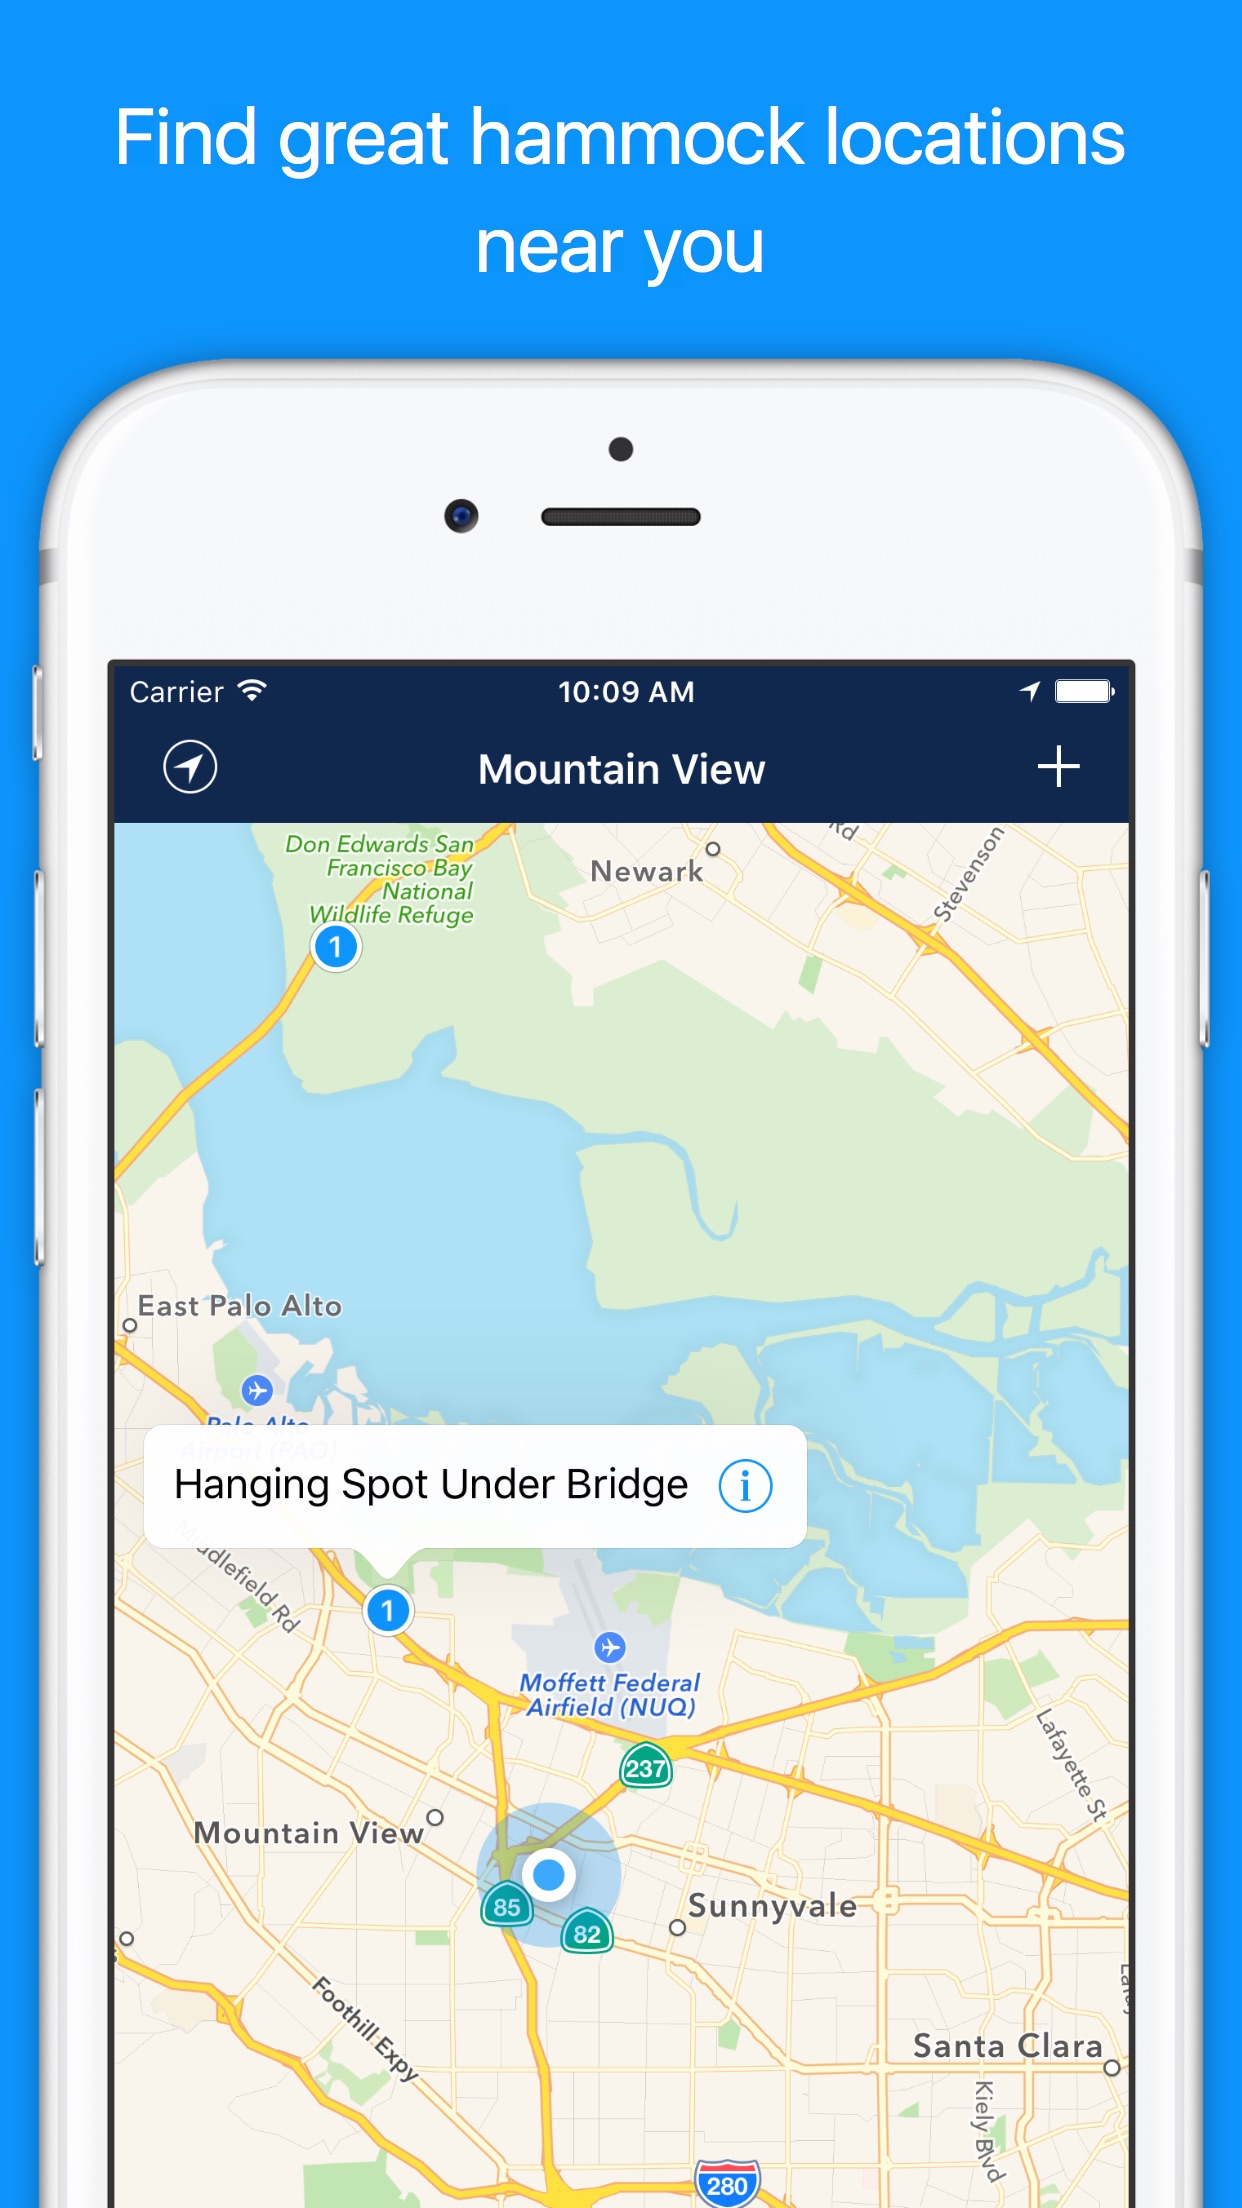 Find great hammock locations
near you
Carrier
10:09 AM
Mountain View
Don Edwards San
Francisco Bay
National
Wildlife Refuge
1
Newark
Rd
Stevenson
East Palo Alto
Palo Alto
Airport (PAO)
Hanging Spot Under Bridge
i
Middlefield Rd
1
Moffett Federal
Airfield (NUQ)
237
Lafayette St
Mountain View
85
82
Sunnyvale
Foothill Expy
Santa Clara
Kiely Blvd
280